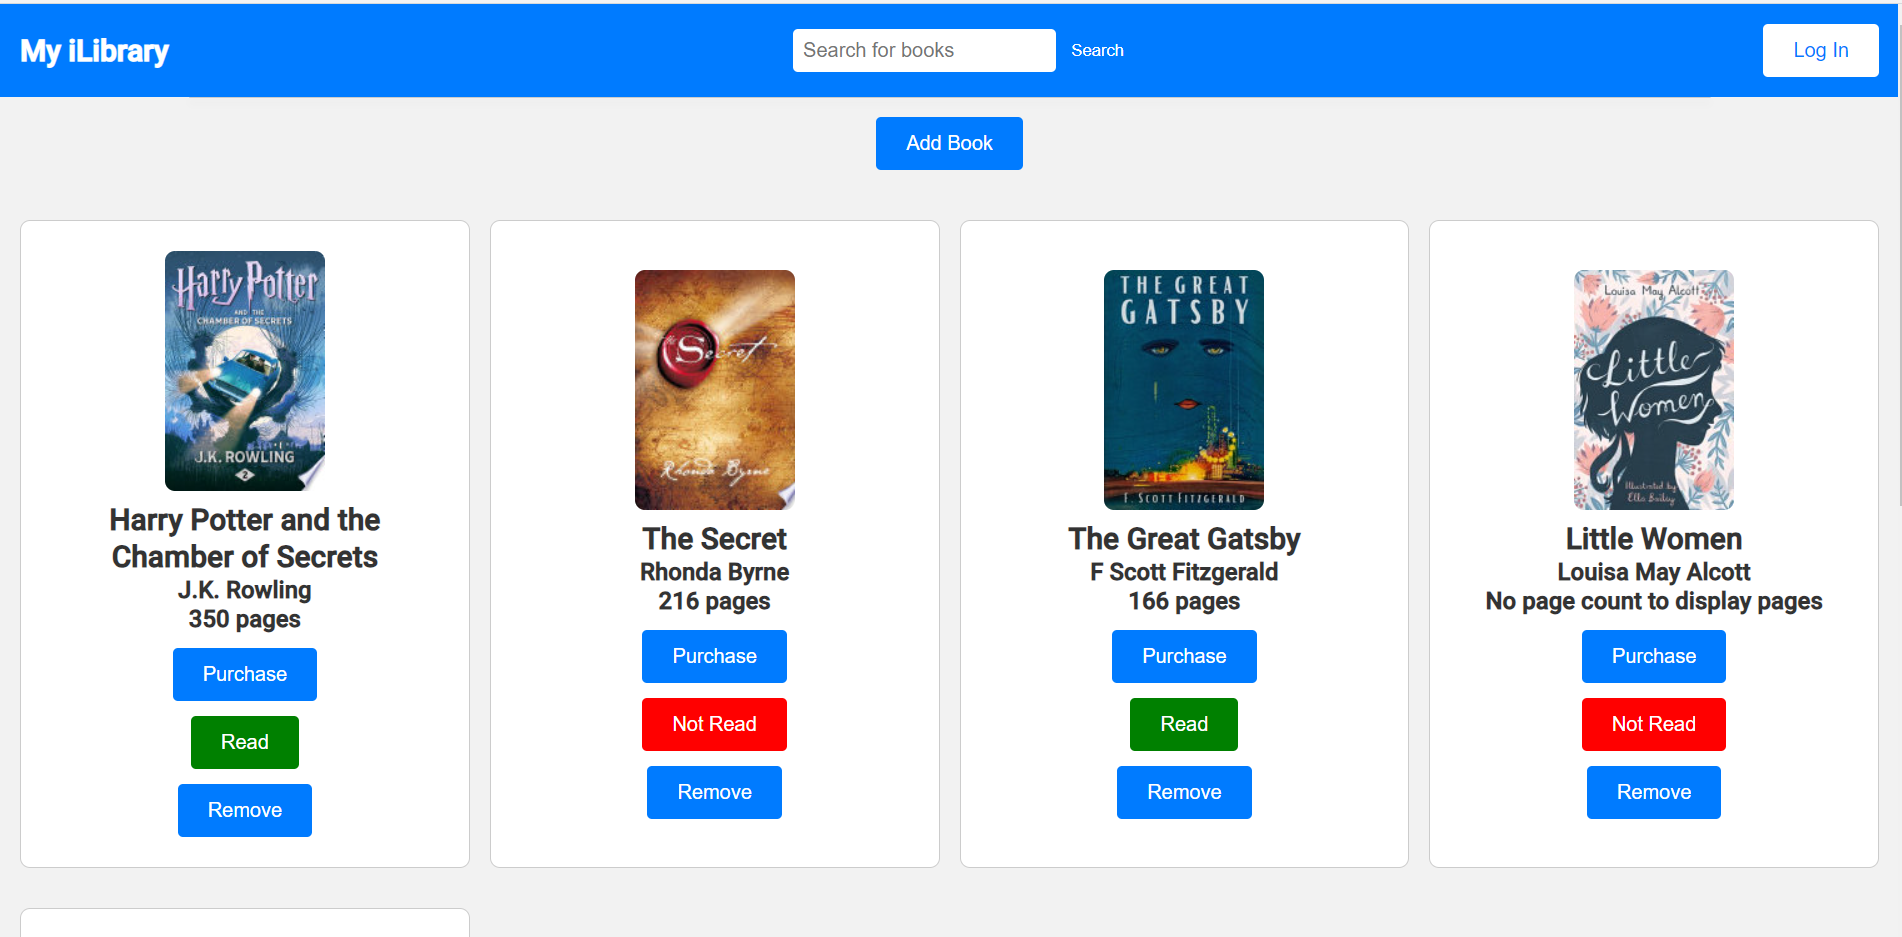 My iLibrary
Search for books
Search
Log In
Add Book
Harry Potter
AND THE
CHAMBER OF SECRETS
J.K. ROWLING
2
Harry Potter and the
Chamber of Secrets
J.K. Rowling
350 pages
Purchase
Read
Remove
The Secret
Rhonda Byrne
The Secret
Rhonda Byrne
216 pages
Purchase
Not Read
Remove
THE GREAT
GATSBY
F. SCOTT FITZGERALD
The Great Gatsby
F Scott Fitzgerald
166 pages
Purchase
Read
Remove
Louisa May Alcott
Little
Women
Illustrated by
Ella Bailey
Little Women
Louisa May Alcott
No page count to display pages
Purchase
Not Read
Remove